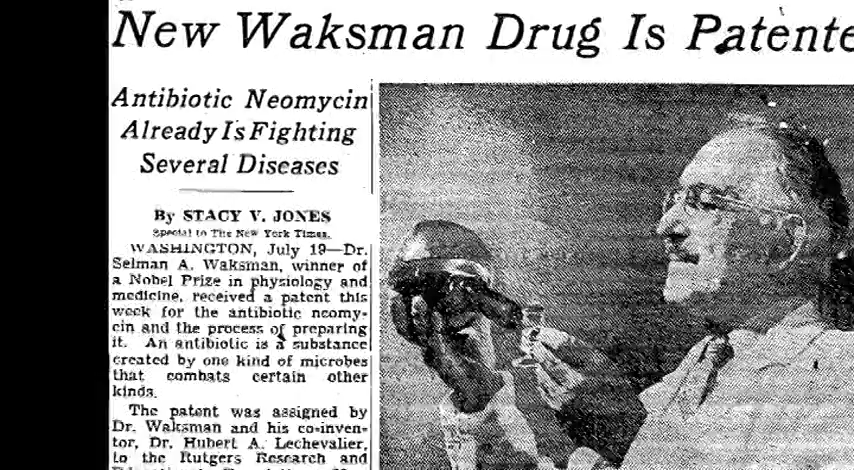 New Waksman Drug Is Patente
Antibiotic Neomycin
Already Is Fighting
Several Diseases
By STACY V. JONES
Special to The New York Times.
WASHINGTON, July 19—Dr.
Selman A. Waksman, winner of
a Nobel Prize in physiology and
medicine, received a patent this
week for the antibiotic neomy-
cin and the process of preparing
it. An antibiotic is a substance
created by one kind of microbes
that combats certain other
kinds.
The patent was assigned by
Dr. Waksman and his co-inven-
tor, Dr. Hubert A. Lechevalier,
to the Rutgers Research and